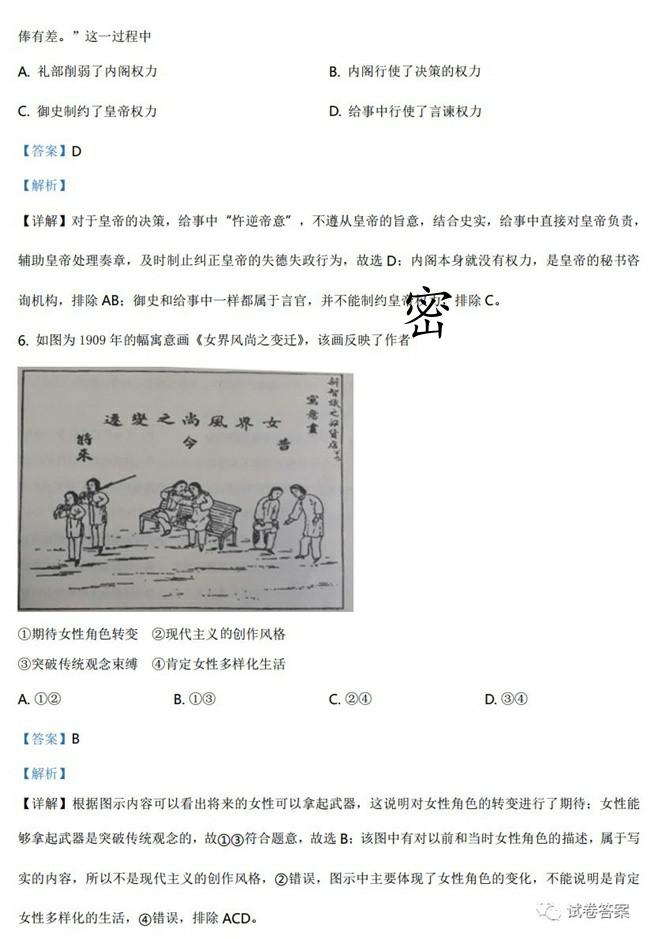 俸有差。”这一过程中
A. 礼部削弱了内阁权力 B. 内阁行使了决策的权力
C. 御史制约了皇帝权力 D. 给事中行使了言谏权力
【答案】D
【解析】
【详解】对于皇帝的决策，给事中“忤逆帝意”，不遵从皇帝的旨意，结合史实，给事中直接对皇帝负责，
辅助皇帝处理奏章，及时制止纠正皇帝的失德失政行为，故选 D；内阁本身就没有权力，是皇帝的秘书咨
询机构，排除 AB；御史和给事中一样都属于言官，并不能制约皇帝权力，排除 C。
密
6. 如图为 1909 年的幅寓意画《女界风尚之变迁》，该画反映了作者
寓意畫
女界風尚之變遷
昔
今
將来
①期待女性角色转变 ②现代主义的创作风格
③突破传统观念束缚 ④肯定女性多样化生活
A. ①② B. ①③ C. ②④ D. ③④
【答案】B
【解析】
【详解】根据图示内容可以看出将来的女性可以拿起武器，这说明对女性角色的转变进行了期待；女性能
够拿起武器是突破传统观念的，故①③符合题意，故选 B；该图中有对以前和当时女性角色的描述，属于写
实的内容，所以不是现代主义的创作风格，②错误，图示中主要体现了女性角色的变化，不能说明是肯定
女性多样化的生活，④错误，排除 ACD。
试卷答案